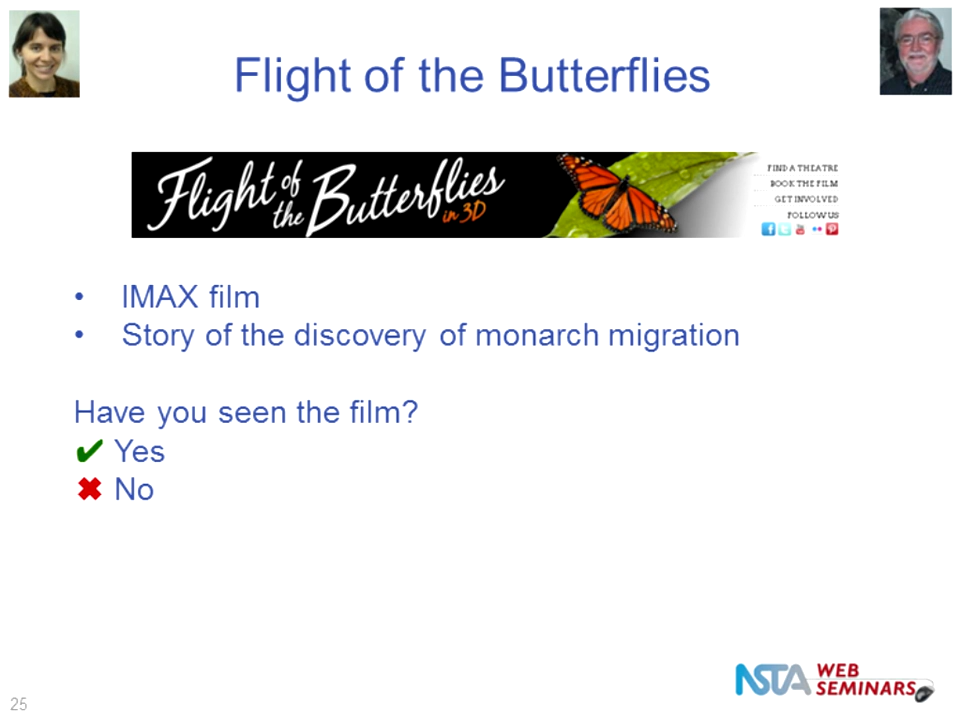 Flight of the Butterflies
Flight of
the Butterflies
in 3D
FIND A THEATRE
BOOK THE FILM
GET INVOLVED
FOLLOW US
• IMAX film
• Story of the discovery of monarch migration
Have you seen the film?
✔ Yes
✖ No
NSTA WEB
SEMINARS
25